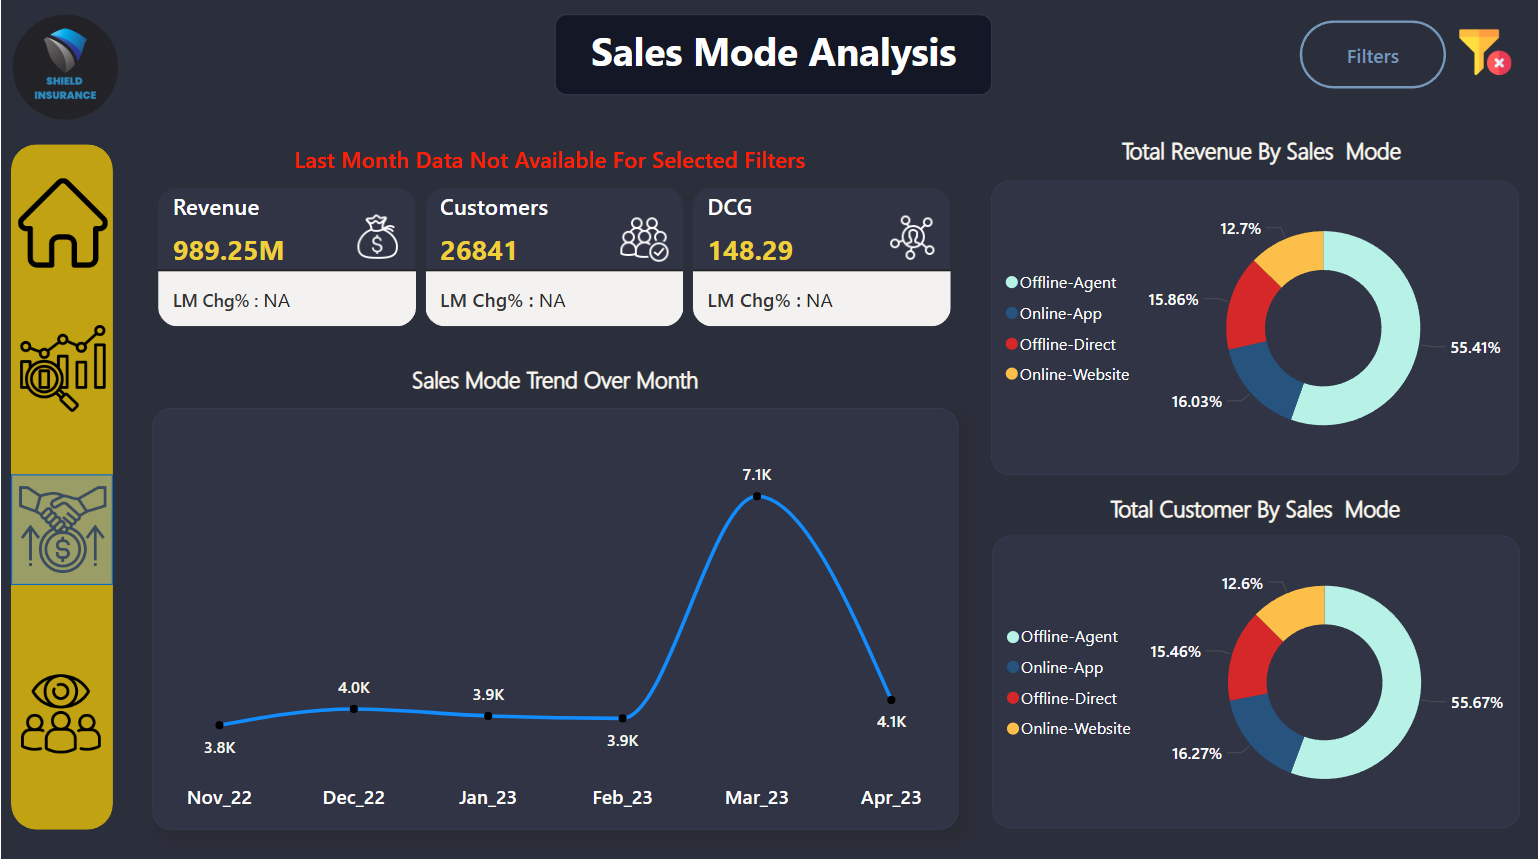 SHIELD
INSURANCE
Sales Mode Analysis
Filters
Last Month Data Not Available For Selected Filters
Revenue
989.25M
LM Chg% : NA
Customers
26841
LM Chg% : NA
DCG
148.29
LM Chg% : NA
Sales Mode Trend Over Month
7.1K
4.0K
3.9K
3.8K
3.9K
4.1K
Nov_22
Dec_22
Jan_23
Feb_23
Mar_23
Apr_23
Total Revenue By Sales Mode
Offline-Agent
Online-App
Offline-Direct
Online-Website
12.7%
15.86%
16.03%
55.41%
Total Customer By Sales Mode
Offline-Agent
Online-App
Offline-Direct
Online-Website
12.6%
15.46%
16.27%
55.67%